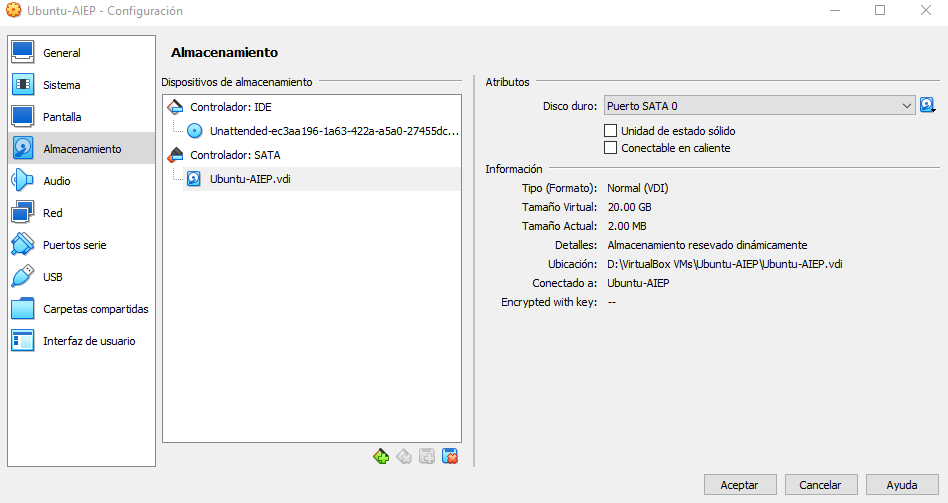 Ubuntu-AIEP - Configuración
General
Sistema
Pantalla
Almacenamiento
Audio
Red
Puertos serie
USB
Carpetas compartidas
Interfaz de usuario
Almacenamiento
Dispositivos de almacenamiento
Controlador: IDE
Unattended-ec3aa196-1a63-422a-a5a0-27455dc...
Controlador: SATA
Ubuntu-AIEP.vdi
Atributos
Disco duro: Puerto SATA 0
Unidad de estado sólido
Conectable en caliente
Información
Tipo (Formato): Normal (VDI)
Tamaño Virtual: 20.00 GB
Tamaño Actual: 2.00 MB
Detalles: Almacenamiento resevado dinámicamente
Ubicación: D:\VirtualBox VMs\Ubuntu-AIEP\Ubuntu-AIEP.vdi
Conectado a: Ubuntu-AIEP
Encrypted with key: --
Aceptar
Cancelar
Ayuda